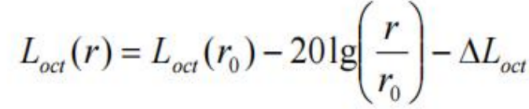 L_oct(r) = L_oct(r_0) − 20lg(r/r_0) − ΔL_oct